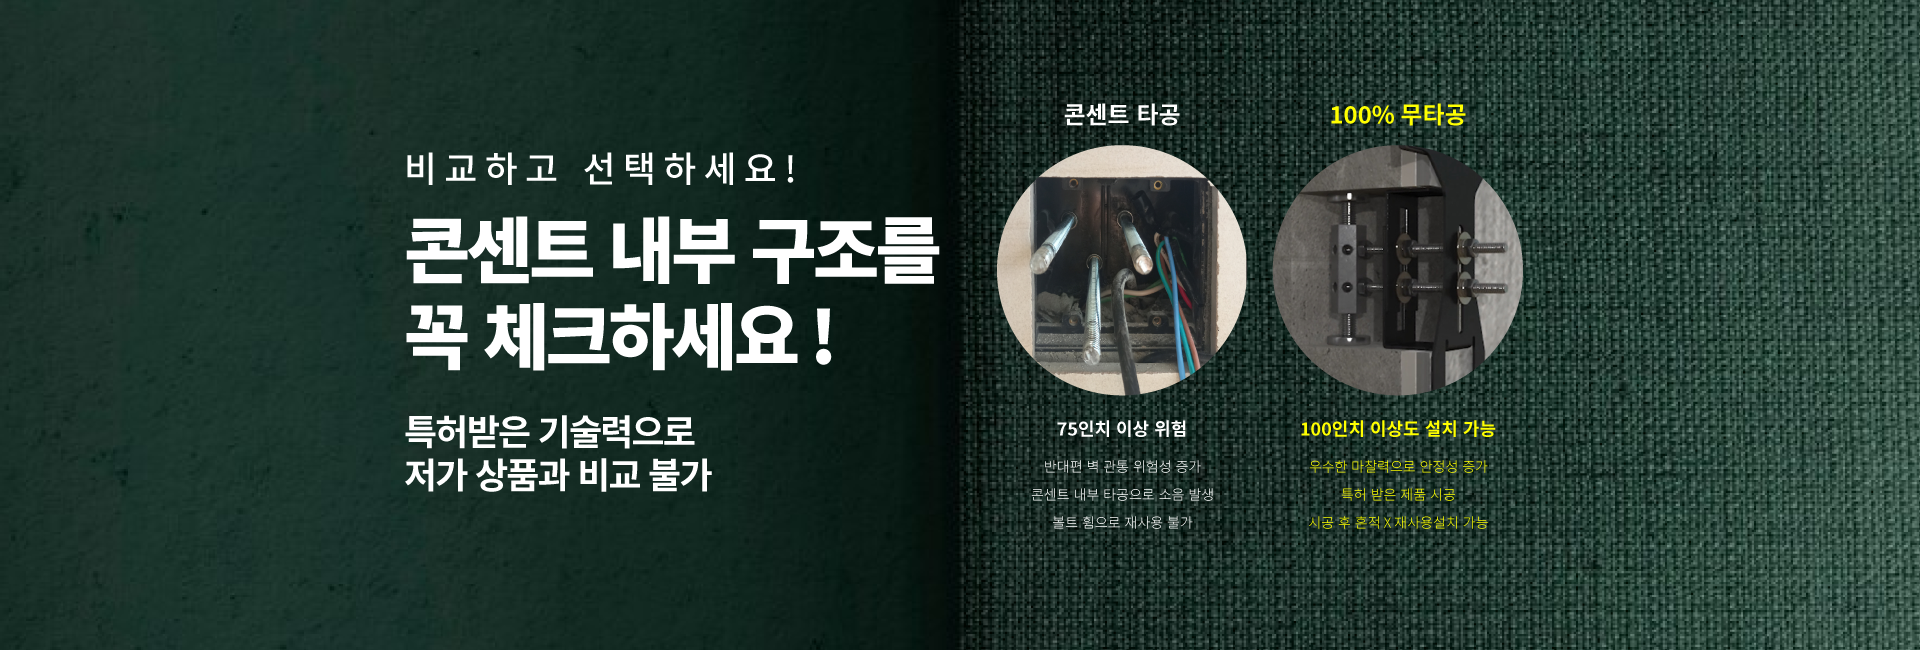 비교하고 선택하세요!
콘센트 내부 구조를
꼭 체크하세요!
특허받은 기술력으로
저가 상품과 비교 불가
콘센트 타공
75인치 이상 위험
반대편 벽 관통 위험성 증가
콘센트 내부 타공으로 소음 발생
볼트 휨으로 재사용 불가
100% 무타공
100인치 이상도 설치 가능
우수한 마찰력으로 안정성 증가
특허 받은 제품 시공
시공 후 흔적 X 재사용설치 가능